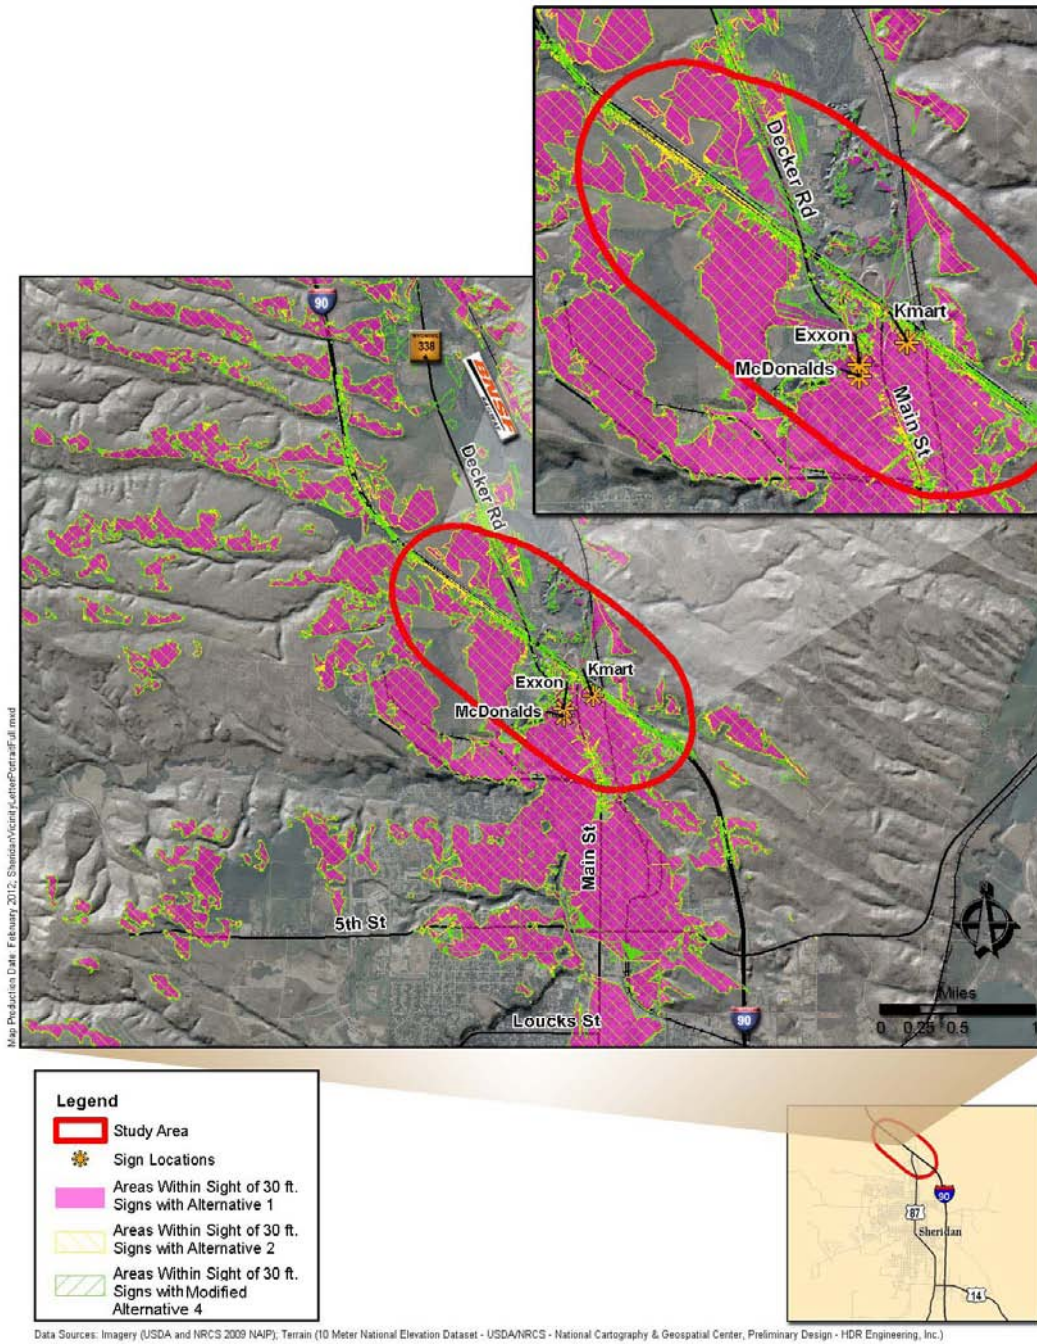 Decker Rd
Kmart
Exxon
McDonalds
Main St
90
WYOMING
338
BNSF
RAILWAY
Decker Rd
Kmart
Exxon
McDonalds
Main St
5th St
Loucks St
90
Miles
0 0.25 0.5 1
Map Production Date: February 2012; SheridanVicinityLetterPortraitFull.mxd
Legend
Study Area
Sign Locations
Areas Within Sight of 30 ft.
Signs with Alternative 1
Areas Within Sight of 30 ft.
Signs with Alternative 2
Areas Within Sight of 30 ft.
Signs with Modified
Alternative 4
90
87
Sheridan
14
Data Sources: Imagery (USDA and NRCS 2009 NAIP); Terrain (10 Meter National Elevation Dataset - USDA/NRCS - National Cartography & Geospatial Center, Preliminary Design - HDR Engineering, Inc.)